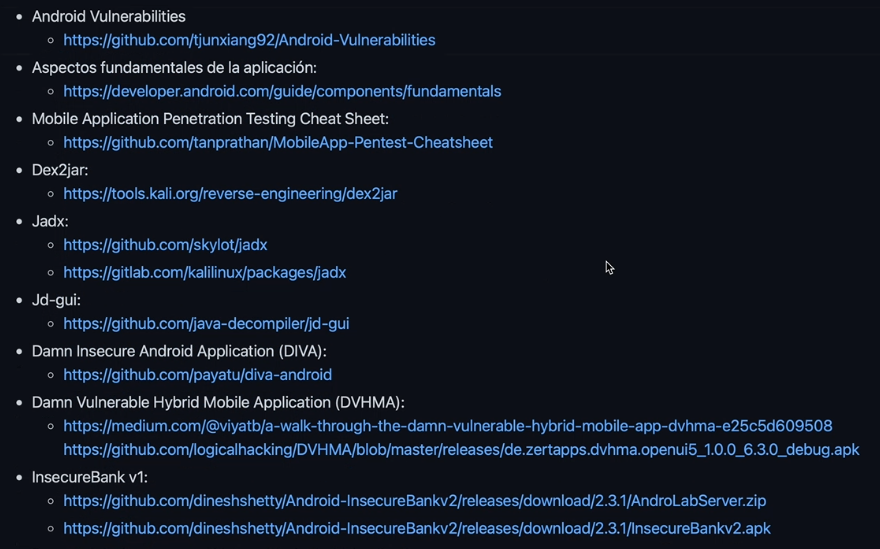 Android Vulnerabilities
https://github.com/tjunxiang92/Android-Vulnerabilities
Aspectos fundamentales de la aplicación:
https://developer.android.com/guide/components/fundamentals
Mobile Application Penetration Testing Cheat Sheet:
https://github.com/tanprathan/MobileApp-Pentest-Cheatsheet
Dex2jar:
https://tools.kali.org/reverse-engineering/dex2jar
Jadx:
https://github.com/skylot/jadx
https://gitlab.com/kalilinux/packages/jadx
Jd-gui:
https://github.com/java-decompiler/jd-gui
Damn Insecure Android Application (DIVA):
https://github.com/payatu/diva-android
Damn Vulnerable Hybrid Mobile Application (DVHMA):
https://medium.com/@viyatb/a-walk-through-the-damn-vulnerable-hybrid-mobile-app-dvhma-e25c5d609508
https://github.com/logicalhacking/DVHMA/blob/master/releases/de.zertapps.dvhma.openui5_1.0.0_6.3.0_debug.apk
InsecureBank v1:
https://github.com/dineshshetty/Android-InsecureBankv2/releases/download/2.3.1/AndroLabServer.zip
https://github.com/dineshshetty/Android-InsecureBankv2/releases/download/2.3.1/InsecureBankv2.apk